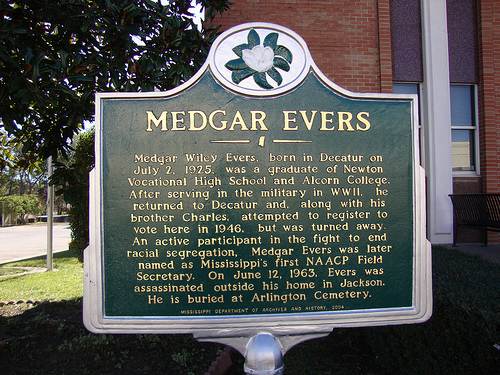 MEDGAR EVERS
Medgar Wiley Evers, born in Decatur on
July 2, 1925, was a graduate of Newton
Vocational High School and Alcorn College.
After serving in the military in WWII, he
returned to Decatur and, along with his
brother Charles, attempted to register to
vote here in 1946, but was turned away.
An active participant in the fight to end
racial segregation, Medgar Evers was later
named as Mississippi's first NAACP Field
Secretary. On June 12, 1963, Evers was
assassinated outside his home in Jackson.
He is buried at Arlington Cemetery.
MISSISSIPPI DEPARTMENT OF ARCHIVES AND HISTORY, 2004